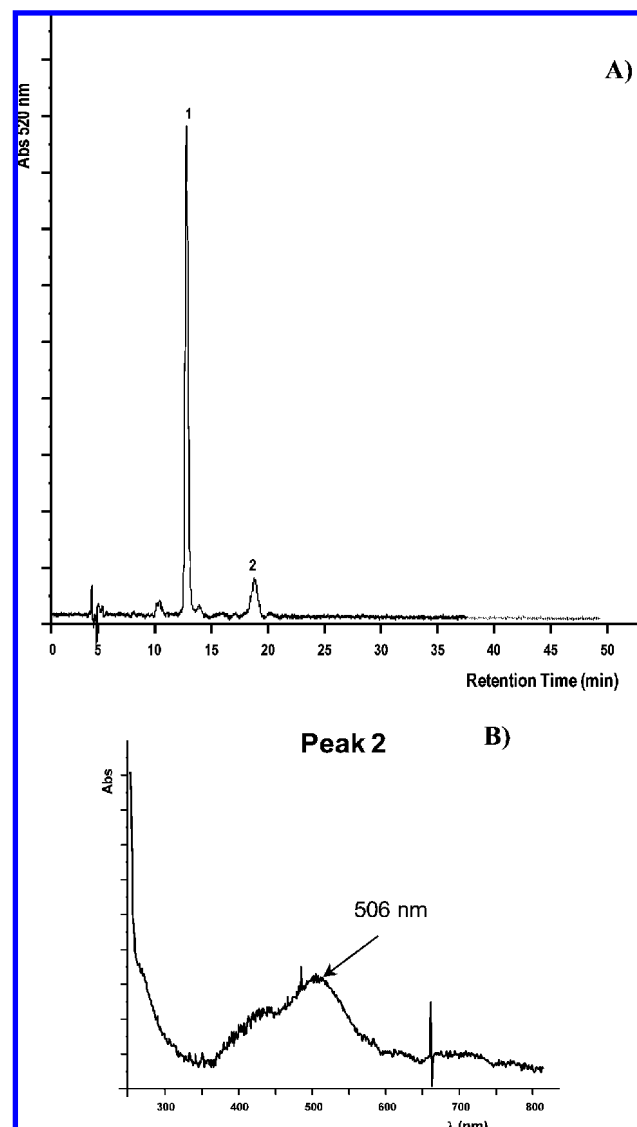 A)
Abs 520 nm
1
2
0 5 10 15 20 25 30 35 40 45 50
Retention Time (min)
Peak 2
B)
Abs
506 nm
300 400 500 600 700 800
λ (nm)